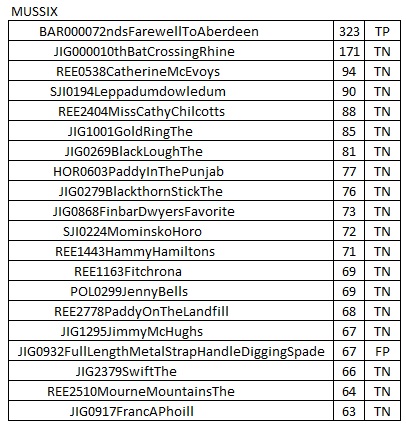 MUSSIX
BAR000072ndsFarewellToAberdeen 323 TP
JIG000010thBatCrossingRhine 171 TN
REE0538CatherineMcEvoys 94 TN
SJI0194Leppadumdowledum 90 TN
REE2404MissCathyChilcotts 88 TN
JIG1001GoldRingThe 85 TN
JIG0269BlackLoughThe 81 TN
HOR0603PaddyInThePunjab 77 TN
JIG0279BlackthornStickThe 76 TN
JIG0868FinbarDwyersFavorite 73 TN
SJI0224MominskoHoro 72 TN
REE1443HammyHamiltons 71 TN
REE1163Fitchrona 69 TN
POL0299JennyBells 69 TN
REE2778PaddyOnTheLandfill 68 TN
JIG1295JimmyMcHughs 67 TN
JIG0932FullLengthMetalStrapHandleDiggingSpade 67 FP
JIG2379SwiftThe 66 TN
REE2510MourneMountainsThe 64 TN
JIG0917FrancAPhoill 63 TN